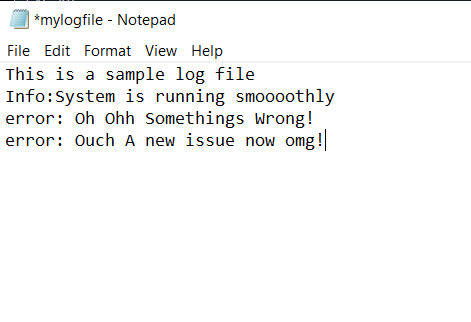 *mylogfile - Notepad
File Edit Format View Help
This is a sample log file
Info:System is running smoooothly
error: Oh Ohh Somethings Wrong!
error: Ouch A new issue now omg!